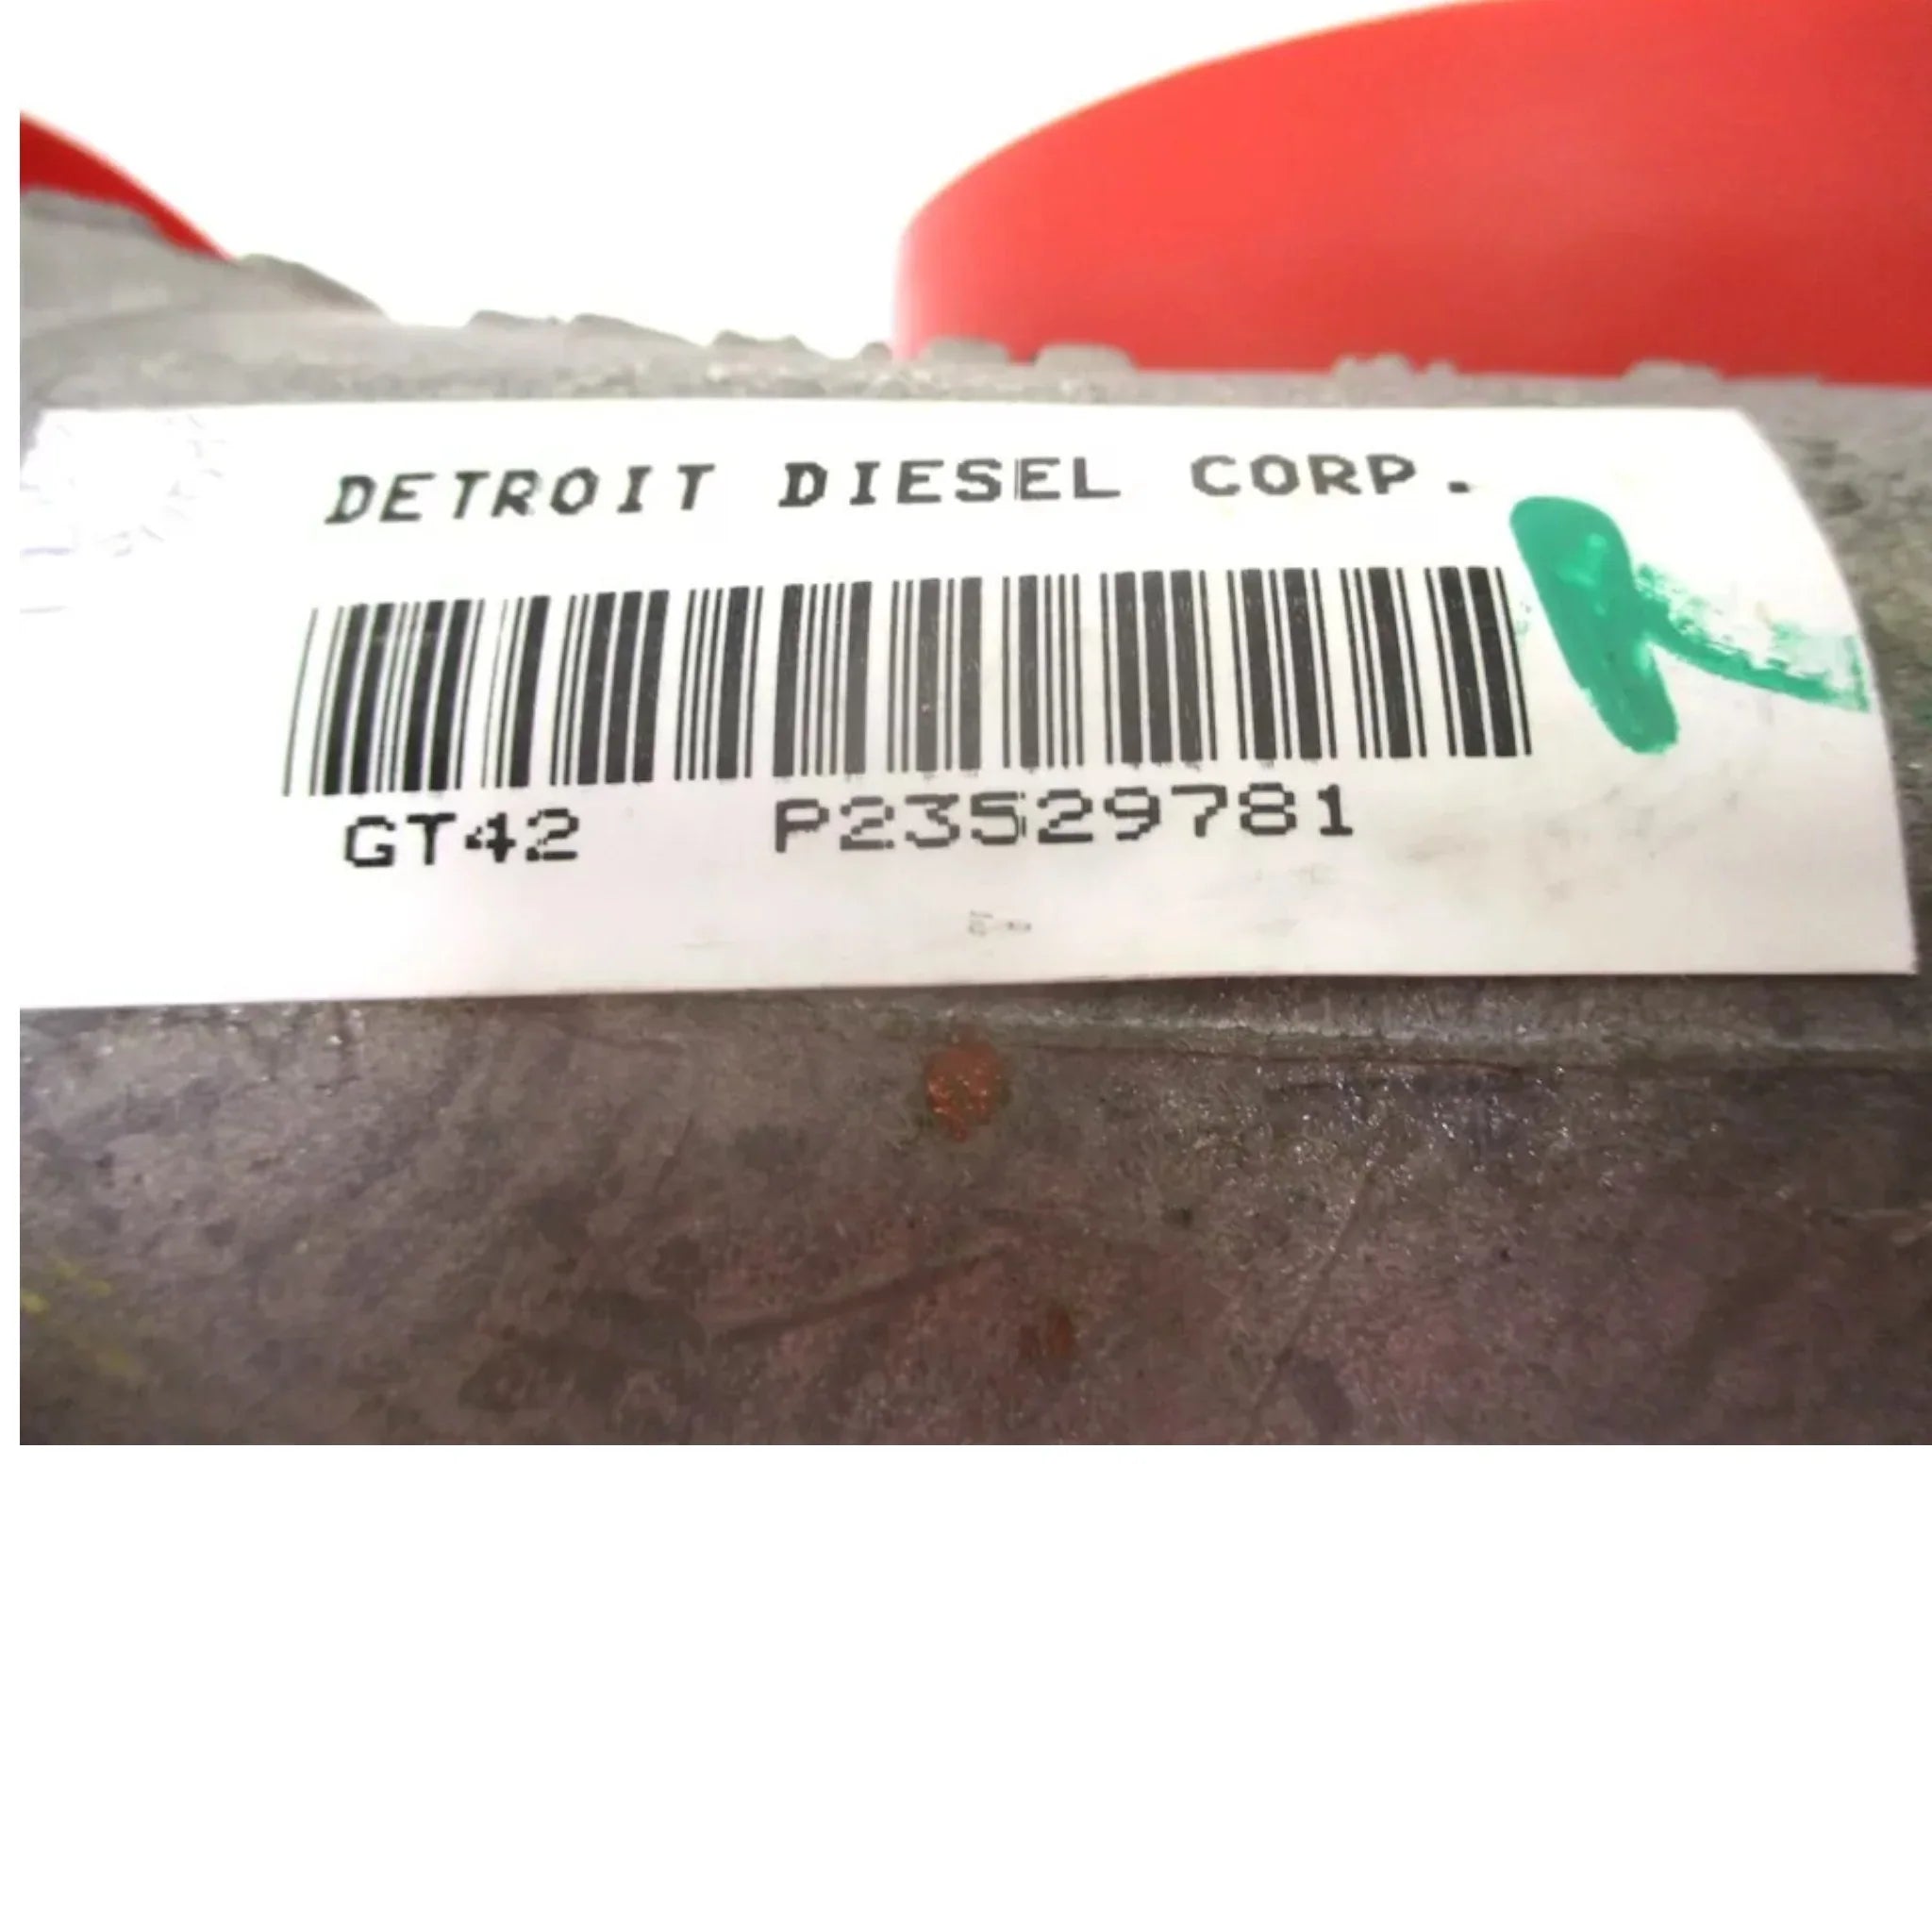 DETROIT DIESEL CORP.
GT42 P23529781